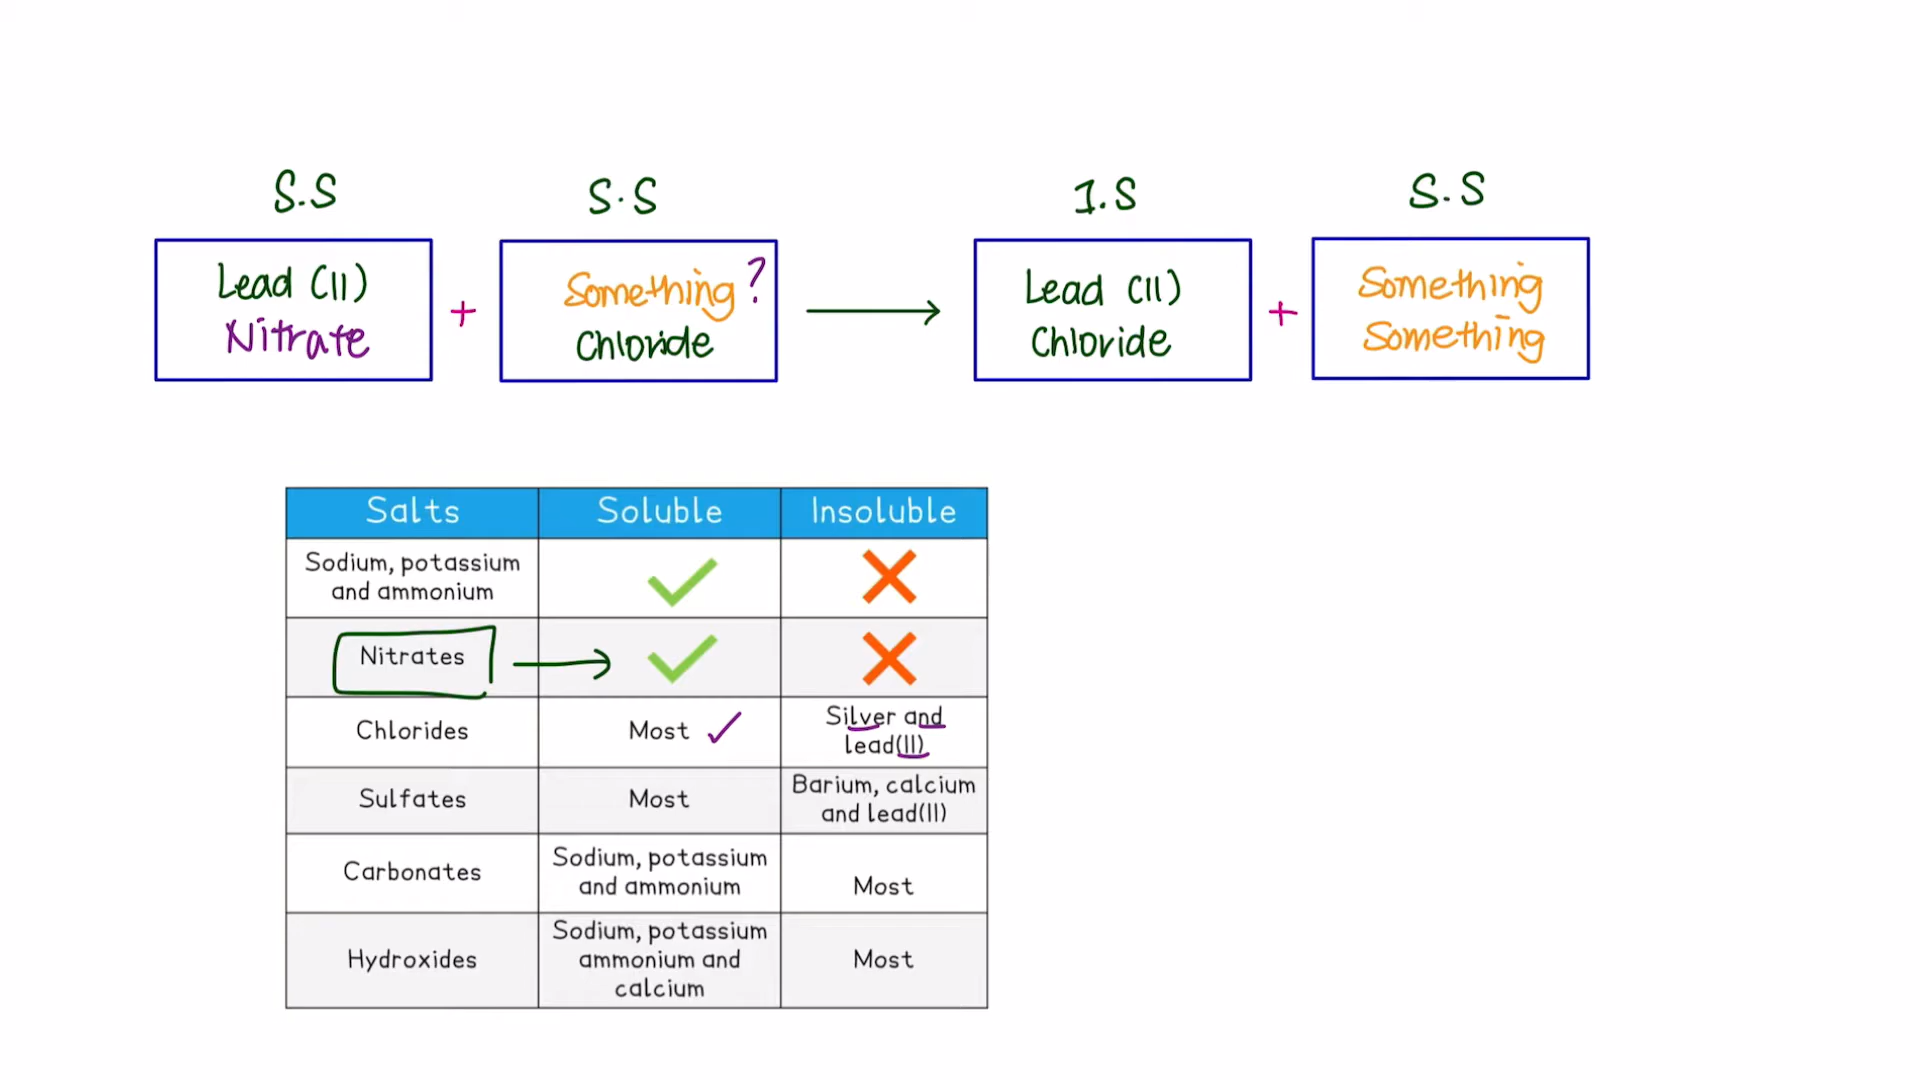 S.S
S.S
I.S
S.S
Lead (II)
Nitrate
+
Something?
Chloride
Lead (II)
Chloride
+
Something
Something
Salts Soluble Insoluble
Sodium, potassium
and ammonium
Nitrates
Chlorides Most Silver and
lead(II)
Sulfates Most Barium, calcium
and lead(II)
Carbonates Sodium, potassium
and ammonium Most
Hydroxides Sodium, potassium
ammonium and
calcium Most